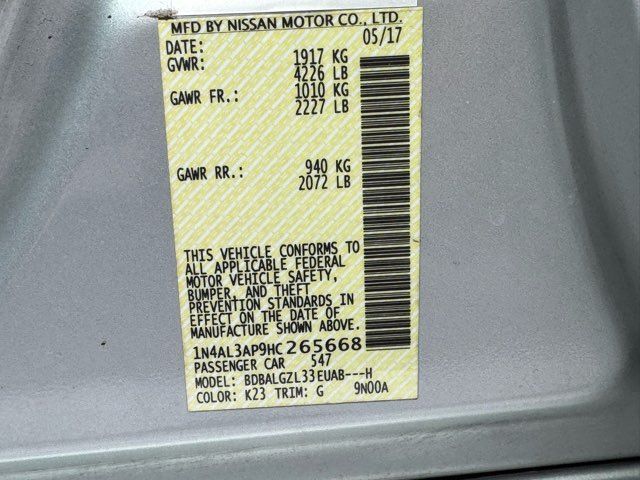 MFD BY NISSAN MOTOR CO., LTD.
DATE: 05/17
GVWR: 1917 KG
4226 LB
GAWR FR.: 1010 KG
2227 LB
GAWR RR.: 940 KG
2072 LB
THIS VEHICLE CONFORMS TO
ALL APPLICABLE FEDERAL
MOTOR VEHICLE SAFETY,
BUMPER, AND THEFT
PREVENTION STANDARDS IN
EFFECT ON THE DATE OF
MANUFACTURE SHOWN ABOVE.
1N4AL3AP9HC265668
PASSENGER CAR 547
MODEL: BDBALGZL33EUAB---H
COLOR: K23 TRIM: G 9N00A